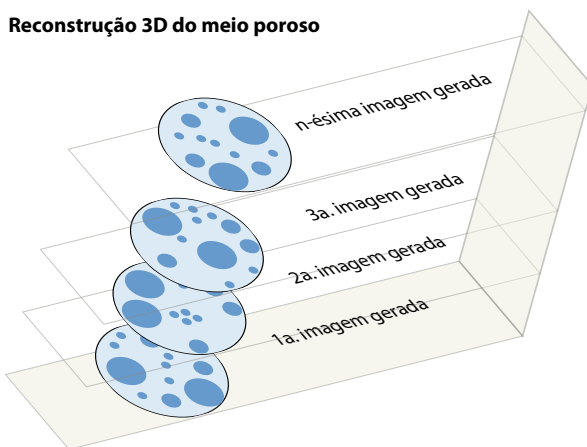 Reconstrução 3D do meio poroso
n-ésima imagem gerada
3a. imagem gerada
2a. imagem gerada
1a. imagem gerada